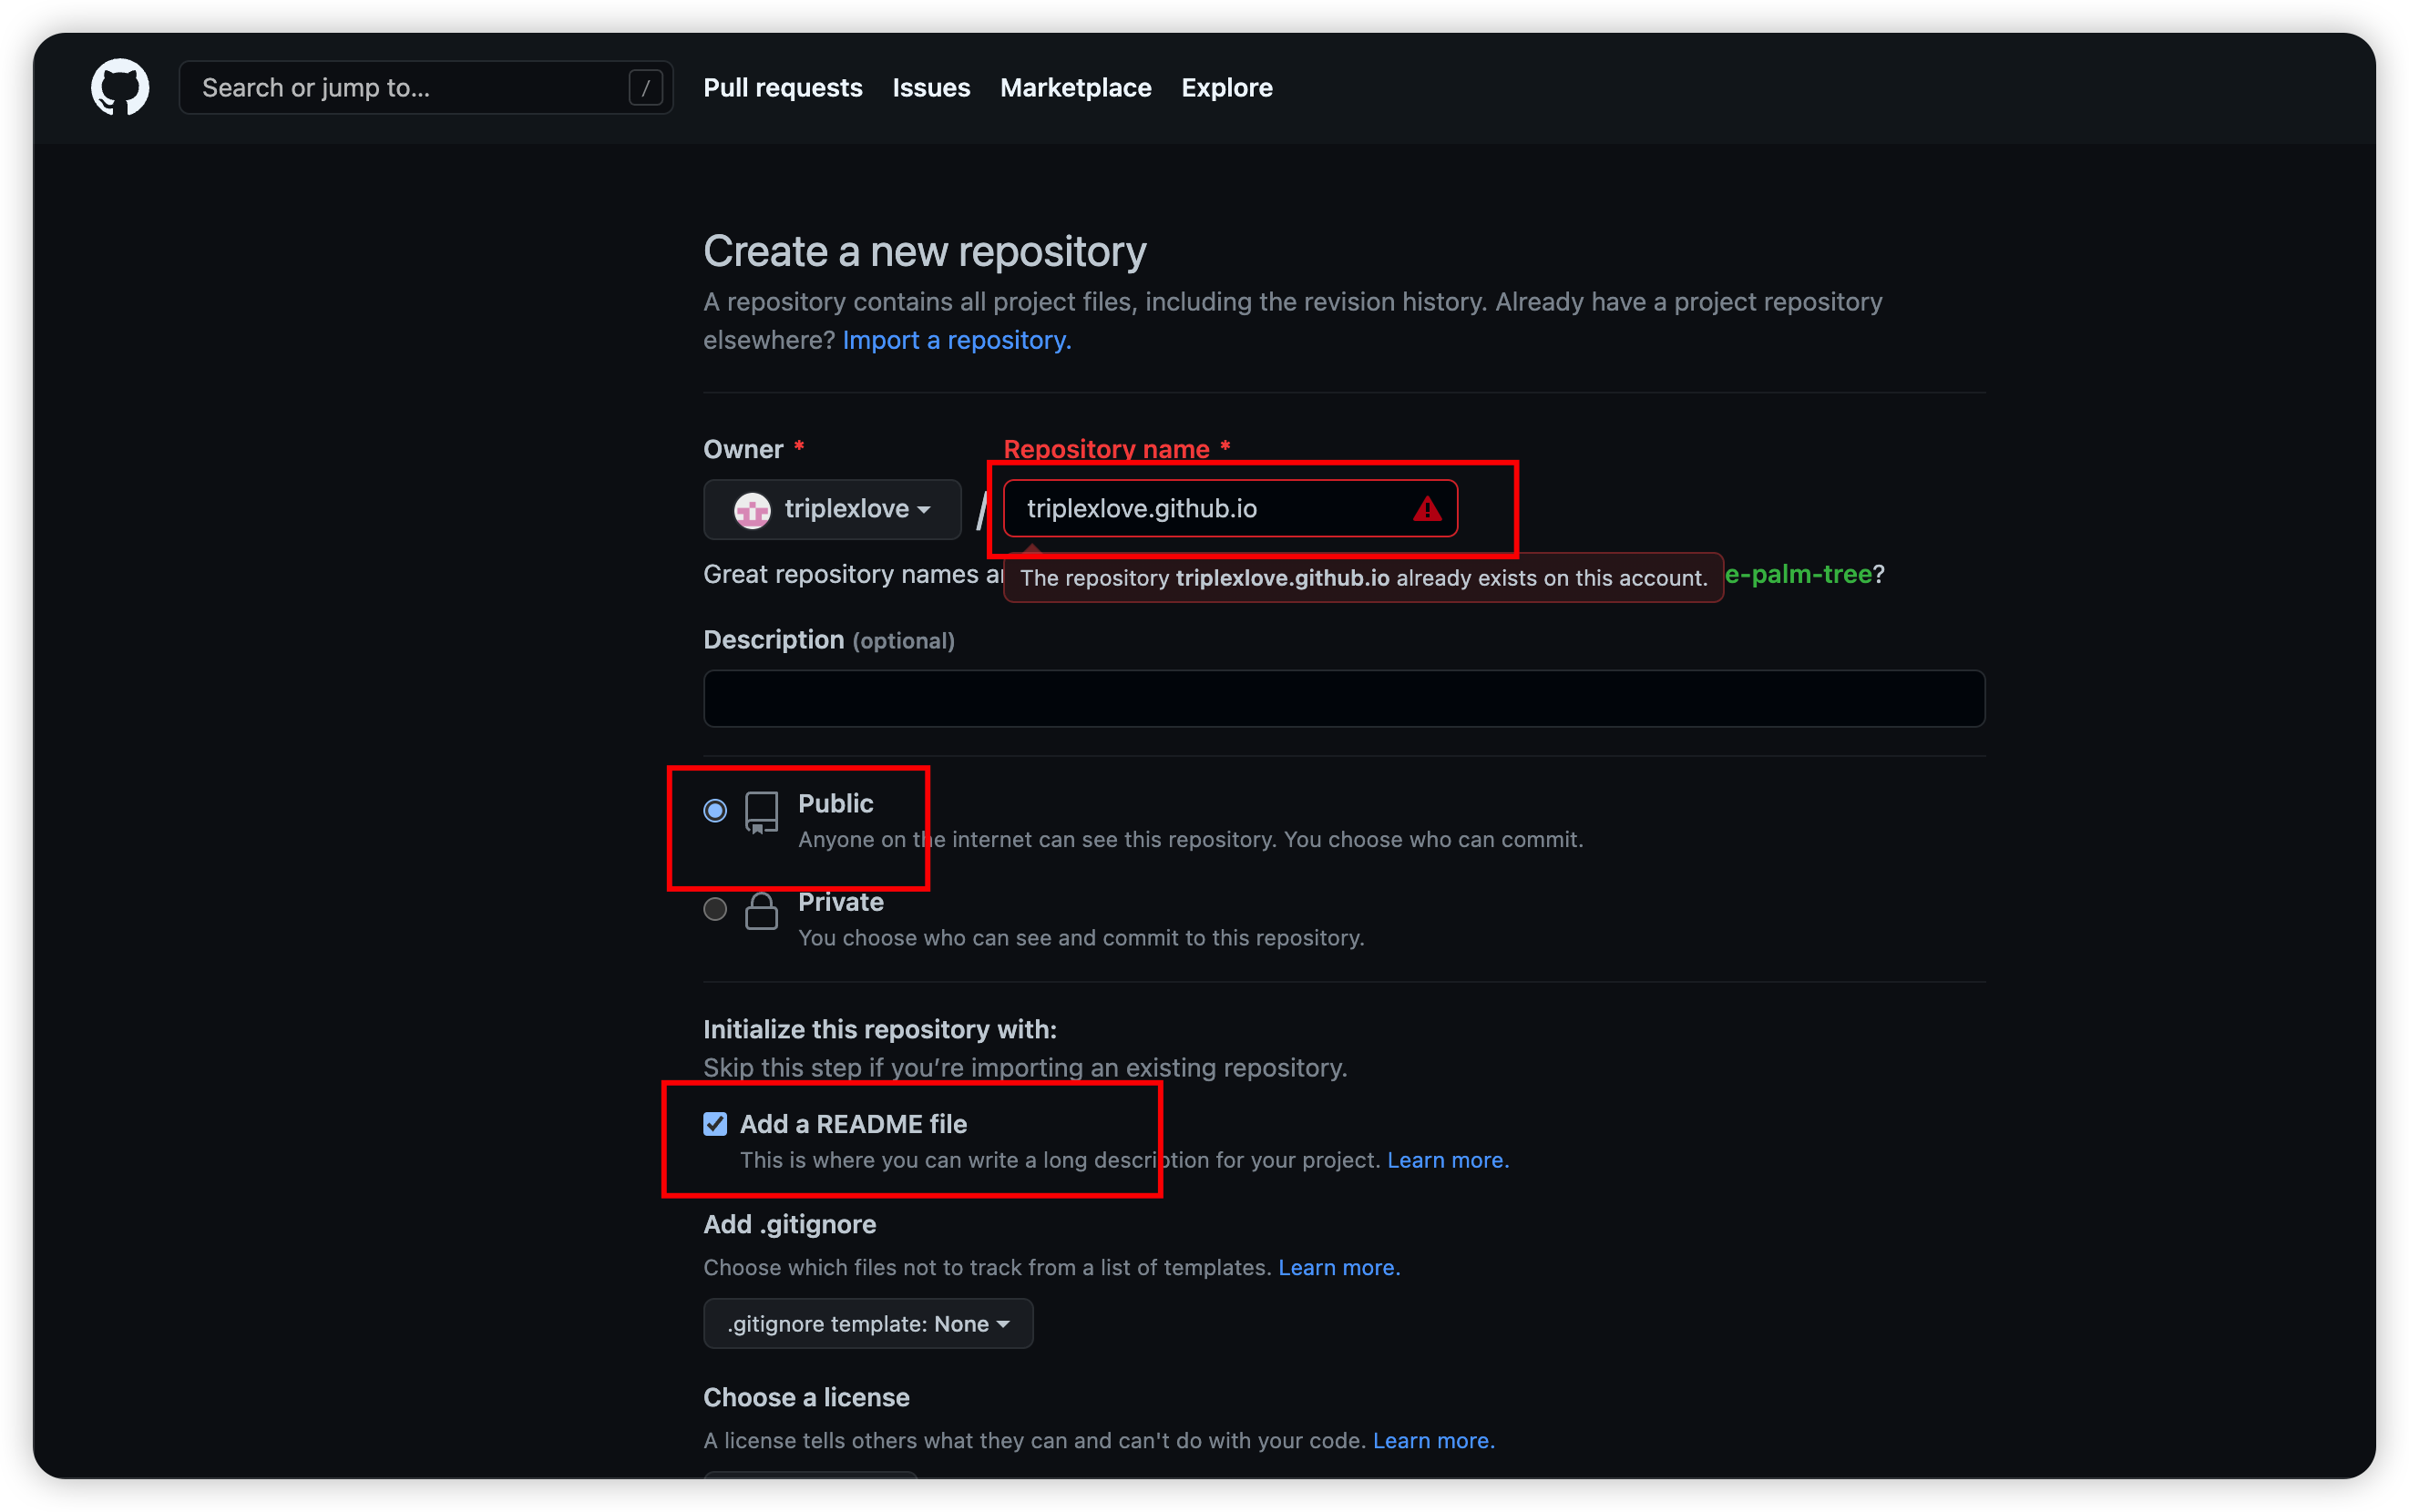 Search or jump to... /
Pull requests Issues Marketplace Explore
Create a new repository
A repository contains all project files, including the revision history. Already have a project repository
elsewhere? Import a repository.
Owner * Repository name *
triplexlove / triplexlove.github.io
Great repository names The repository triplexlove.github.io already exists on this account. e-palm-tree?
Description (optional)
Public
Anyone on the internet can see this repository. You choose who can commit.
Private
You choose who can see and commit to this repository.
Initialize this repository with:
Skip this step if you’re importing an existing repository.
Add a README file
This is where you can write a long description for your project. Learn more.
Add .gitignore
Choose which files not to track from a list of templates. Learn more.
.gitignore template: None
Choose a license
A license tells others what they can and can't do with your code. Learn more.